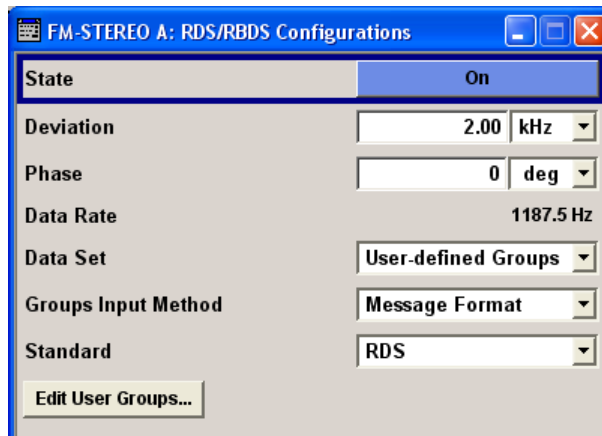 FM-STEREO A: RDS/RBDS Configurations
State On
Deviation 2.00 kHz
Phase 0 deg
Data Rate 1187.5 Hz
Data Set User-defined Groups
Groups Input Method Message Format
Standard RDS
Edit User Groups...